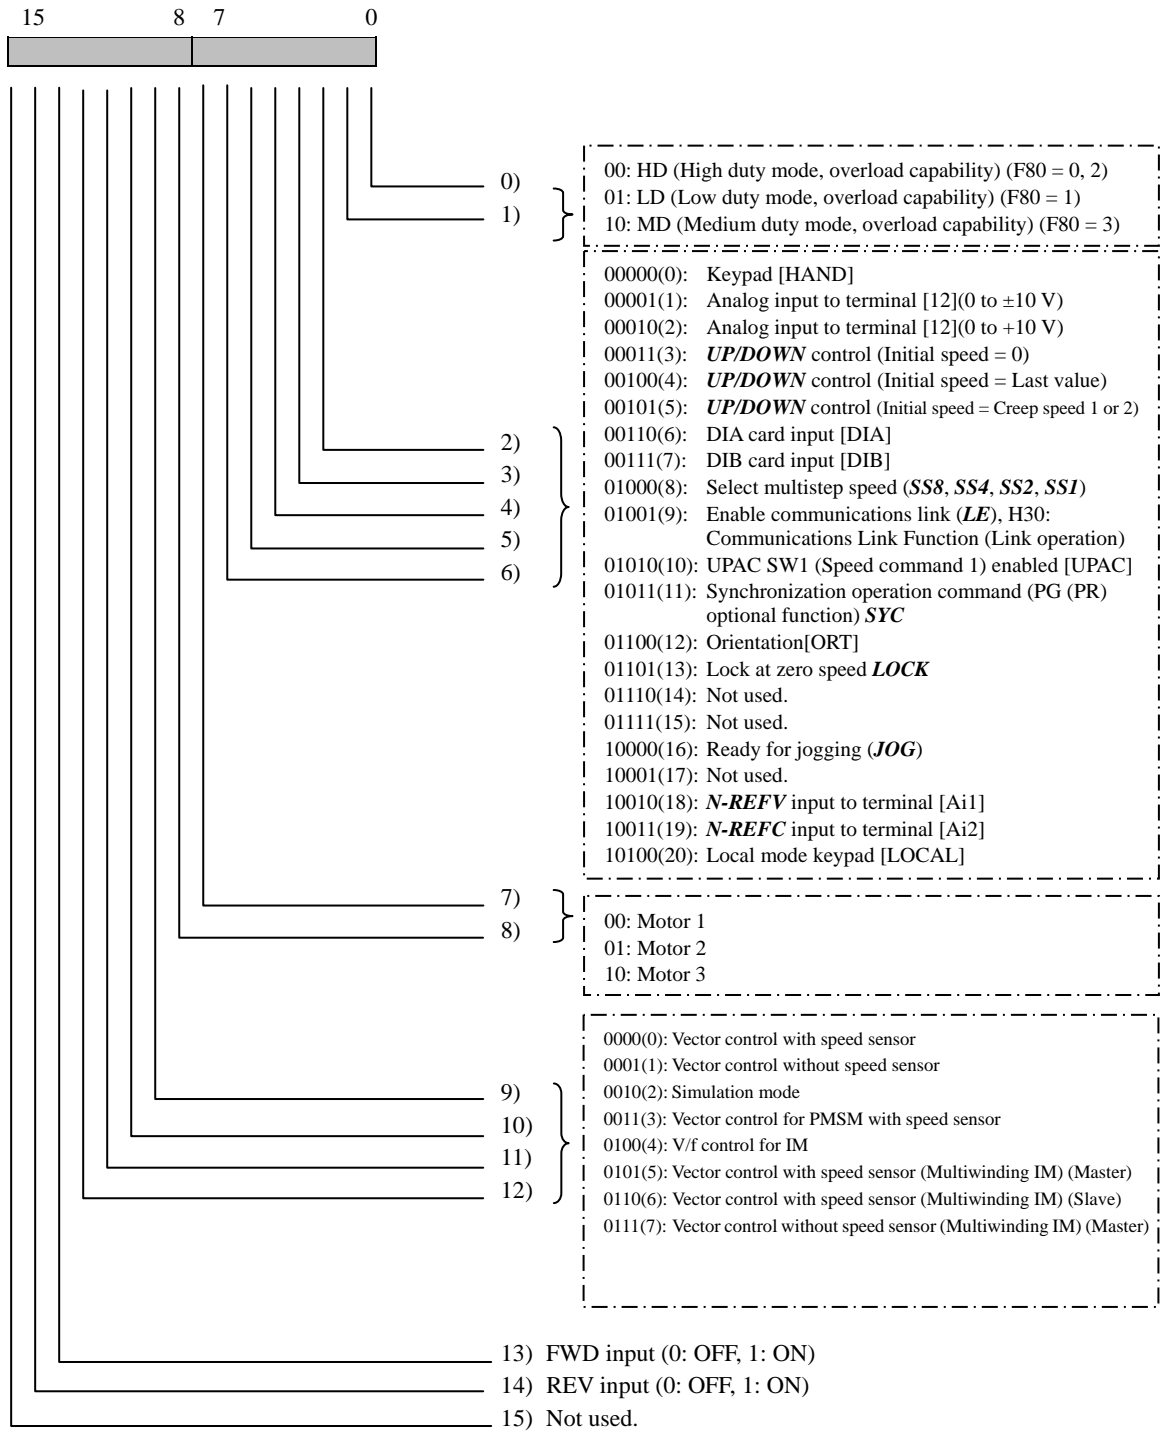 15 8 7 0
00: HD (High duty mode, overload capability) (F80 = 0, 2)
0)
01: LD (Low duty mode, overload capability) (F80 = 1)
1)
10: MD (Medium duty mode, overload capability) (F80 = 3)
00000(0): Keypad [HAND]
00001(1): Analog input to terminal [12](0 to ±10 V)
00010(2): Analog input to terminal [12](0 to +10 V)
00011(3): UP/DOWN control (Initial speed = 0)
00100(4): UP/DOWN control (Initial speed = Last value)
00101(5): UP/DOWN control (Initial speed = Creep speed 1 or 2)
00110(6): DIA card input [DIA]
00111(7): DIB card input [DIB]
01000(8): Select multistep speed (SS8, SS4, SS2, SS1)
01001(9): Enable communications link (LE), H30:
Communications Link Function (Link operation)
01010(10): UPAC SW1 (Speed command 1) enabled [UPAC]
01011(11): Synchronization operation command (PG (PR)
optional function) SYC
01100(12): Orientation[ORT]
01101(13): Lock at zero speed LOCK
01110(14): Not used.
01111(15): Not used.
10000(16): Ready for jogging (JOG)
10001(17): Not used.
10010(18): N-REFV input to terminal [Ai1]
10011(19): N-REFC input to terminal [Ai2]
10100(20): Local mode keypad [LOCAL]
2)
3)
4)
5)
6)
7)
8)
00: Motor 1
01: Motor 2
10: Motor 3
0000(0): Vector control with speed sensor
0001(1): Vector control without speed sensor
0010(2): Simulation mode
0011(3): Vector control for PMSM with speed sensor
0100(4): V/f control for IM
0101(5): Vector control with speed sensor (Multiwinding IM) (Master)
0110(6): Vector control with speed sensor (Multiwinding IM) (Slave)
0111(7): Vector control without speed sensor (Multiwinding IM) (Master)
9)
10)
11)
12)
13) FWD input (0: OFF, 1: ON)
14) REV input (0: OFF, 1: ON)
15) Not used.